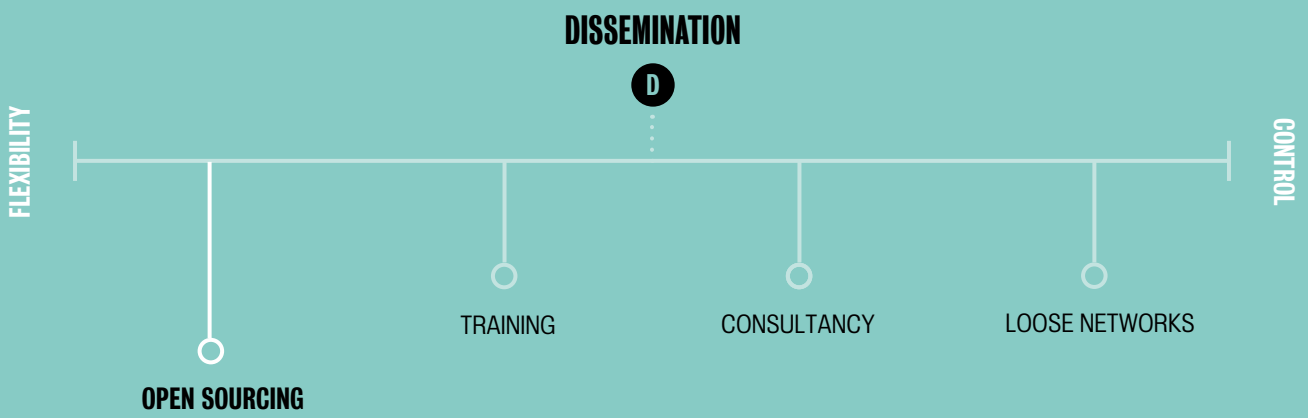 DISSEMINATION
D
FLEXIBILITY
CONTROL
TRAINING
CONSULTANCY
LOOSE NETWORKS
OPEN SOURCING